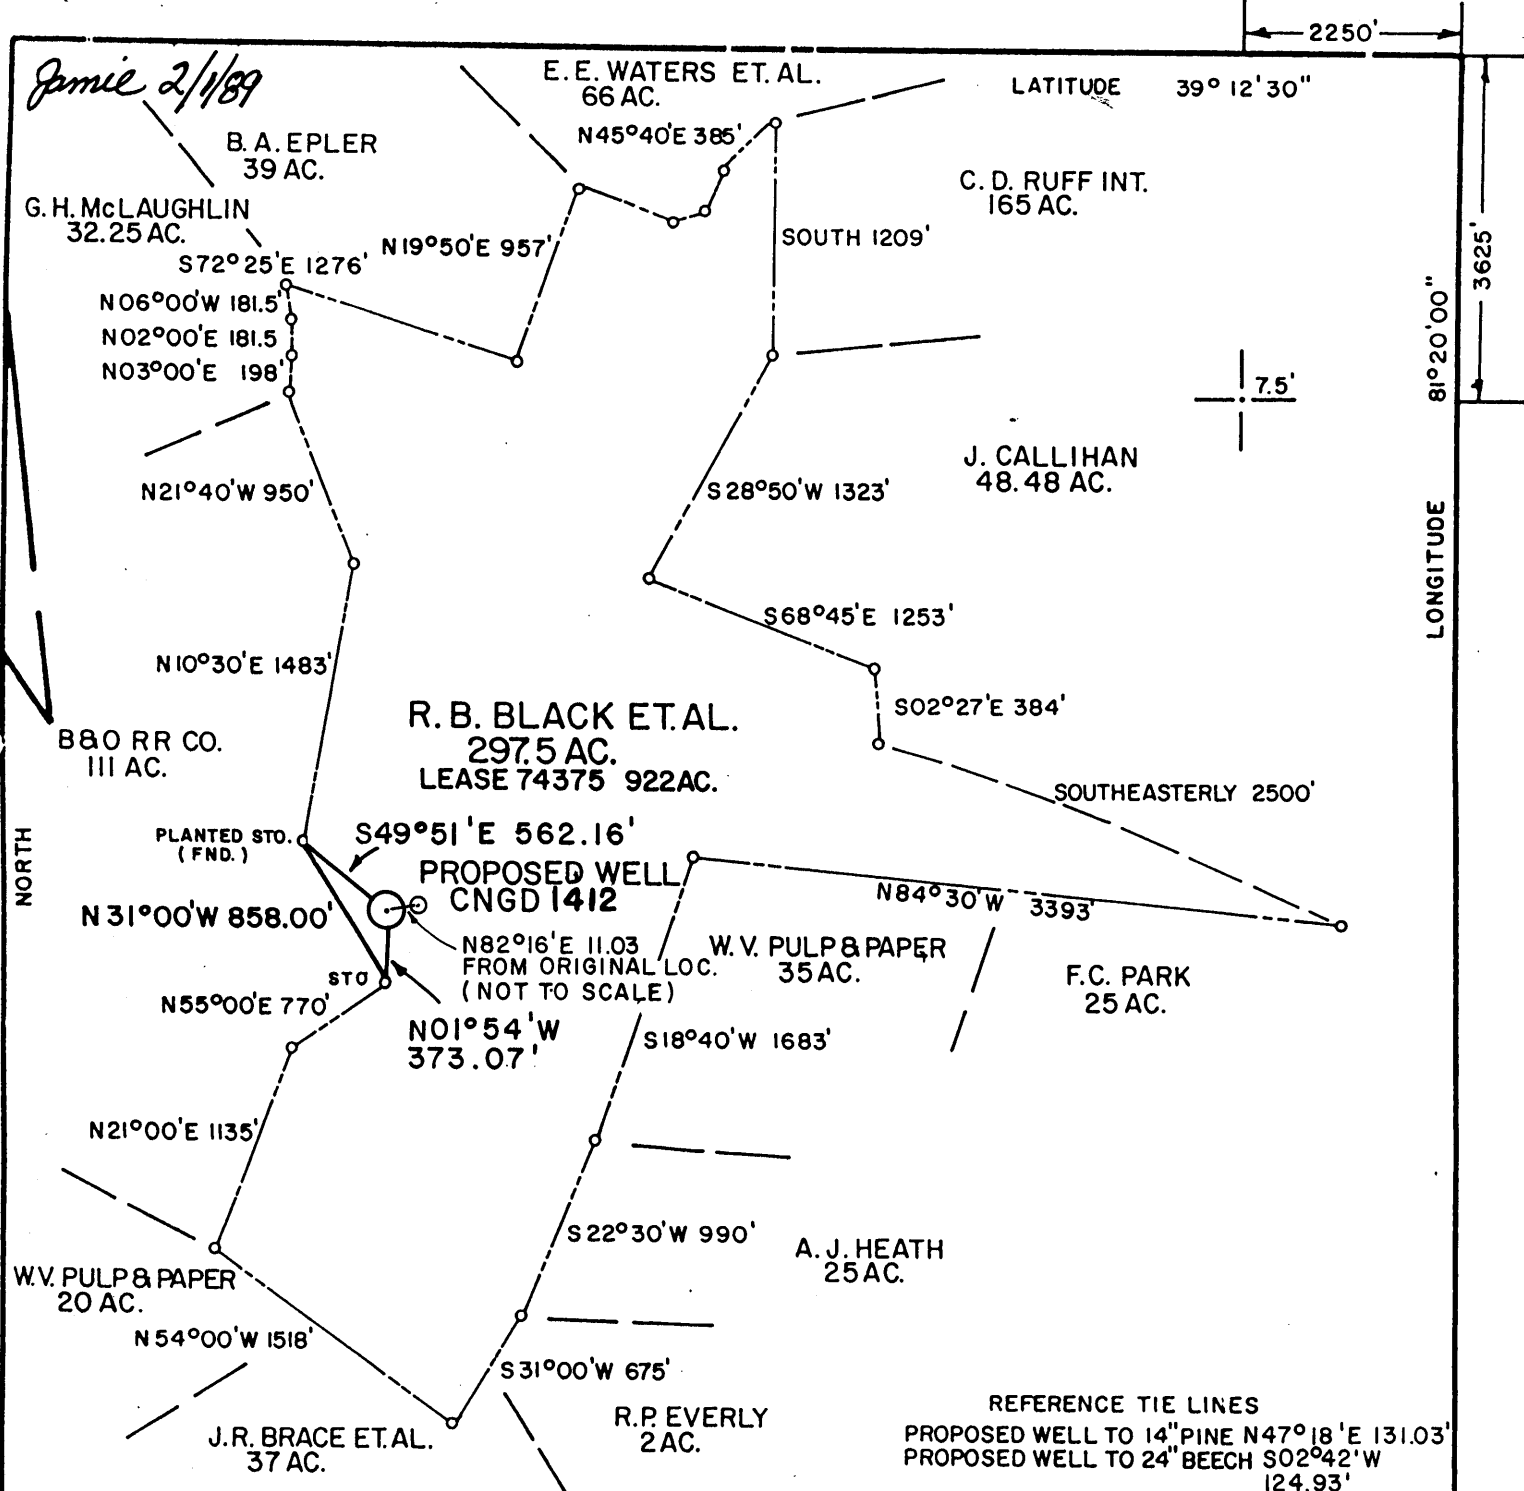 2250'
Jamie 2/1/89
E. E. WATERS ET. AL.
66 AC.
LATITUDE 39° 12' 30"
N45°40'E 385'
B. A. EPLER
39 AC.
C. D. RUFF INT.
165 AC.
G. H. McLAUGHLIN
32.25 AC.
N19°50'E 957'
SOUTH 1209'
3625'
S72°25'E 1276'
N06°00'W 181.5'
N02°00'E 181.5
N03°00'E 198'
81°20'00"
7.5'
LONGITUDE
J. CALLIHAN
48.48 AC.
N21°40'W 950'
S28°50'W 1323'
S68°45'E 1253'
N10°30'E 1483'
S02°27'E 384'
R. B. BLACK ET. AL.
297.5 AC.
LEASE 74375 922 AC.
B&O RR CO.
111 AC.
SOUTHEASTERLY 2500'
PLANTED STO.
(FND.)
S49°51'E 562.16'
NORTH
PROPOSED WELL
CNGD 1412
N84°30'W 3393'
N31°00'W 858.00'
N82°16'E 11.03
FROM ORIGINAL LOC.
(NOT TO SCALE)
W. V. PULP & PAPER
35 AC.
F.C. PARK
25 AC.
STO
N55°00'E 770'
N01°54'W
373.07'
S18°40'W 1683'
N21°00'E 1135'
S22°30'W 990'
A. J. HEATH
25 AC.
W.V. PULP & PAPER
20 AC.
N54°00'W 1518'
S31°00'W 675'
R.P. EVERLY
2 AC.
J.R. BRACE ET. AL.
37 AC.
REFERENCE TIE LINES
PROPOSED WELL TO 14" PINE N47°18'E 131.03'
PROPOSED WELL TO 24" BEECH S02°42'W
124.93'